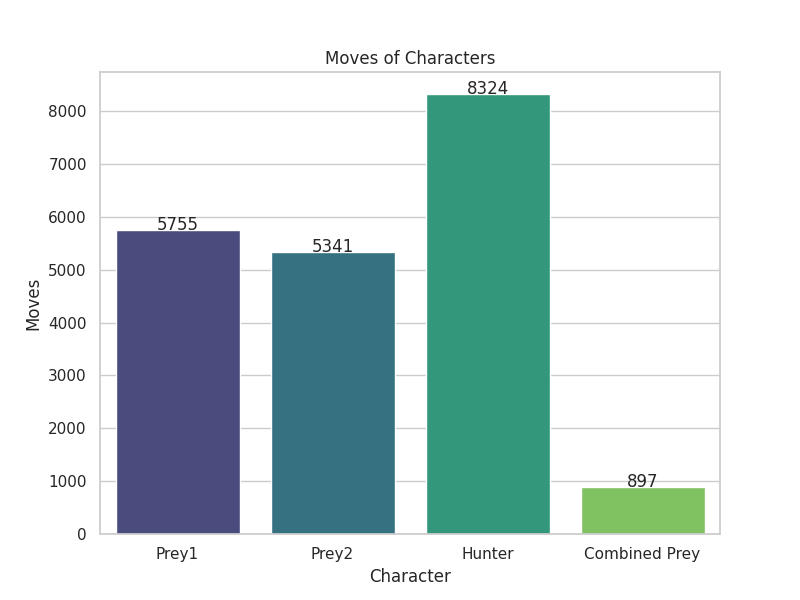 Moves of Characters
8324
5755
5341
897
8000
7000
6000
5000
4000
3000
2000
1000
0
Moves
Prey1
Prey2
Hunter
Combined Prey
Character